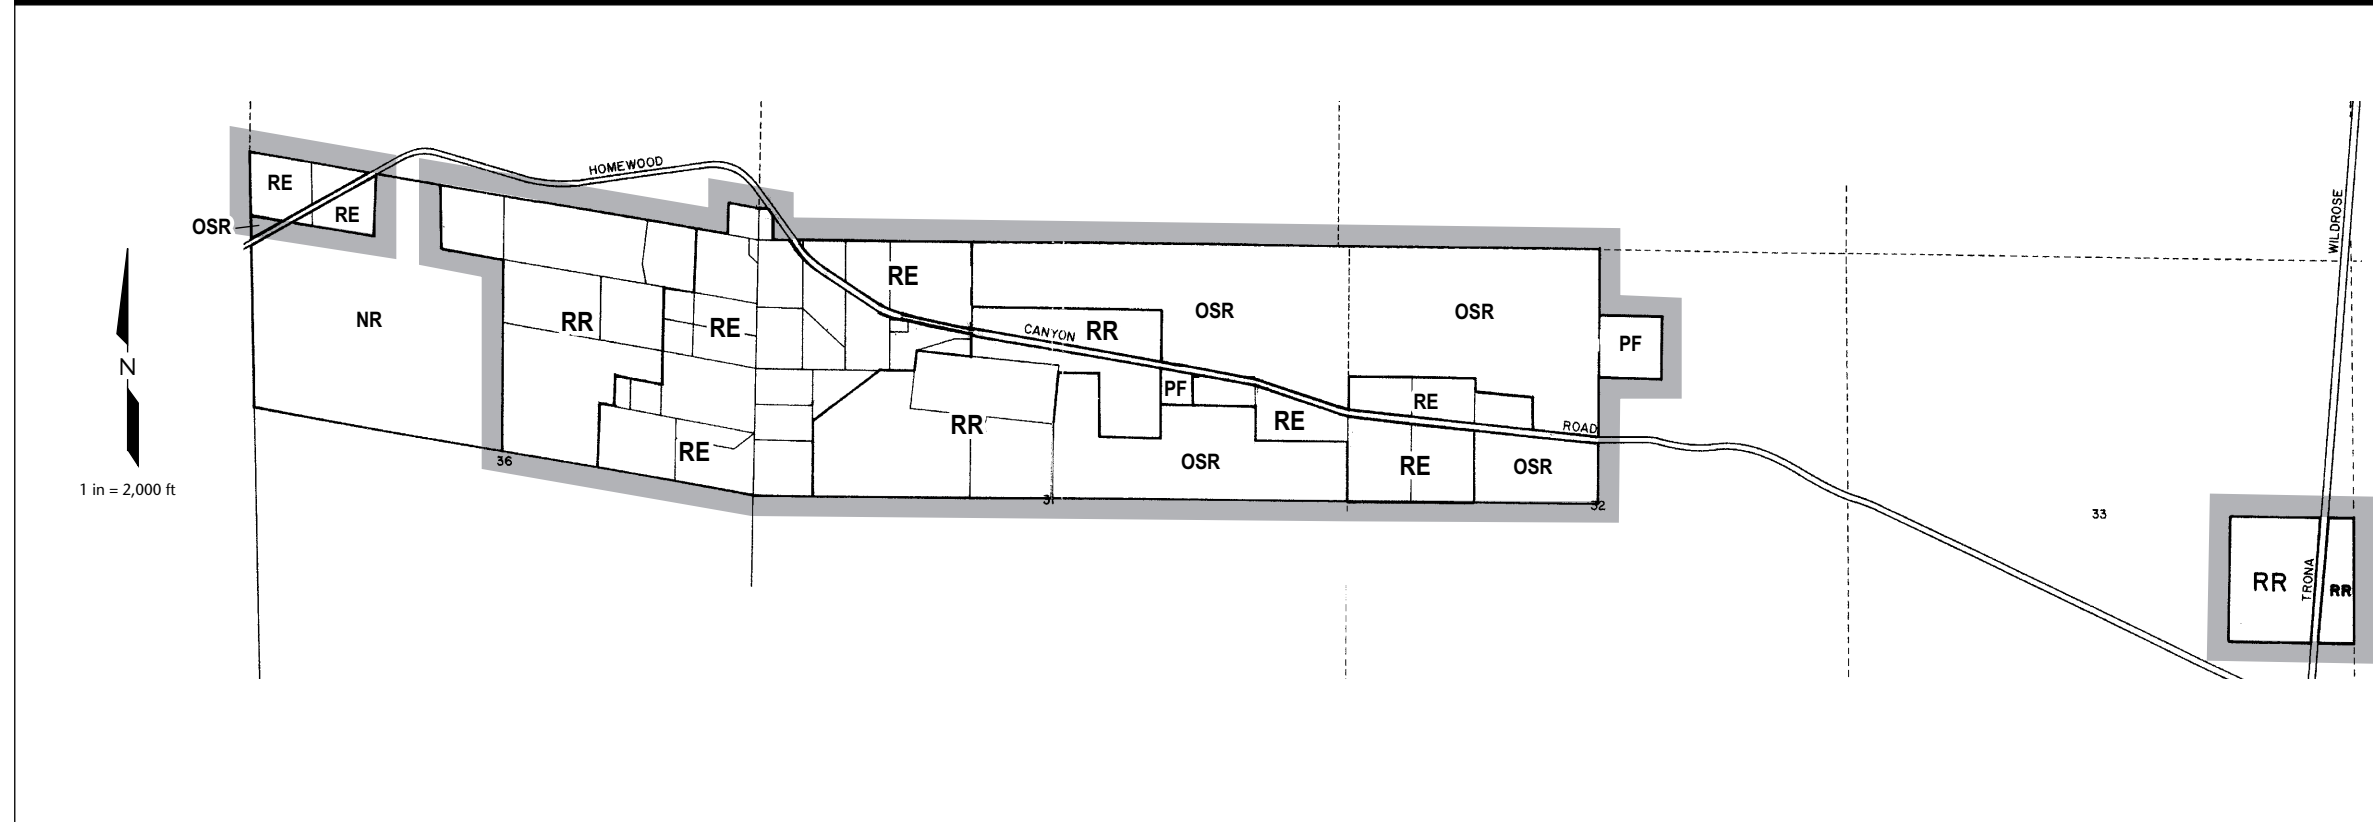 HOMEWOOD
RE
RE
OSR
WILDROSE
N
1 in = 2,000 ft
NR
RR
RE
RE
OSR
OSR
CANYON
RR
PF
PF
RE
RE
ROAD
RR
RE
RE
OSR
OSR
36
31
32
33
RR
TRONA
RR